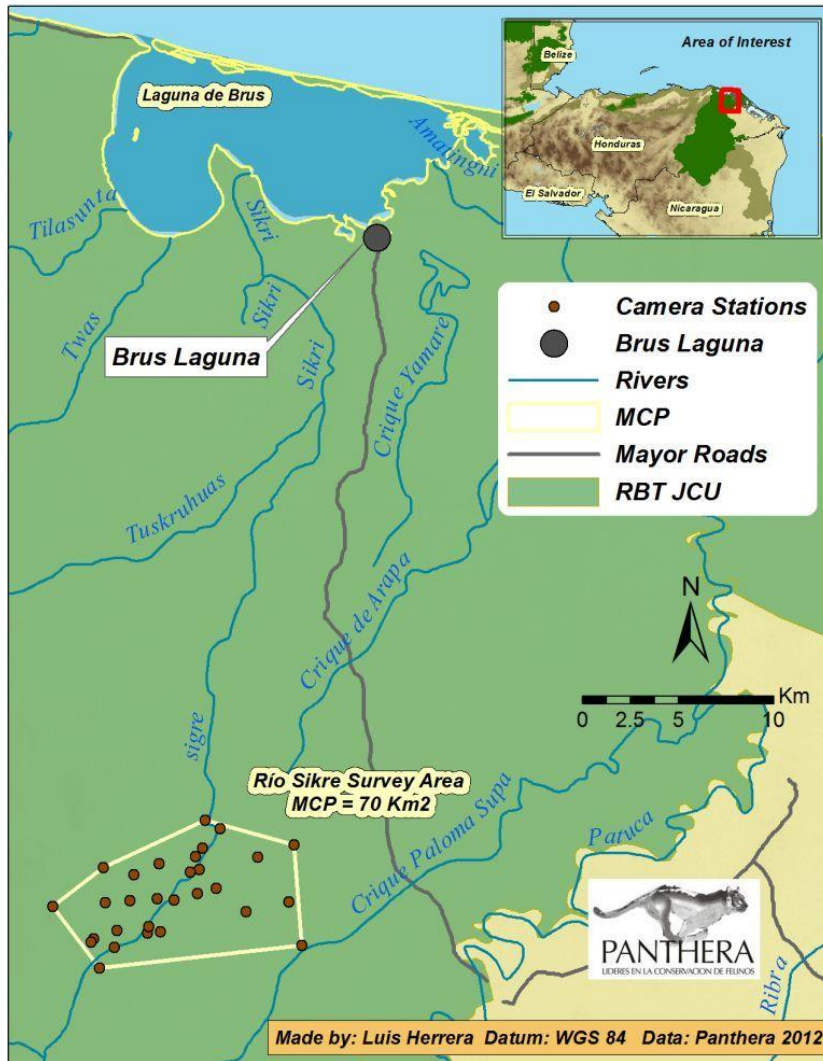 Area of Interest
Belize
Honduras
El Salvador
Nicaragua
Laguna de Brus
Amatingni
Tilasunta
Sikri
Twas
Sikri
Sikri
Brus Laguna
Crique Yamare
Camera Stations
Brus Laguna
Rivers
MCP
Mayor Roads
RBT JCU
Tuskruhuas
Crique de Arapa
N
Km
0 2.5 5 10
sigre
Río Sikre Survey Area
MCP = 70 Km2
Crique Paloma Supa
Patuca
PANTHERA
LIDERES EN LA CONSERVACION DE FELINOS
Ribra
Made by: Luis Herrera Datum: WGS 84 Data: Panthera 2012